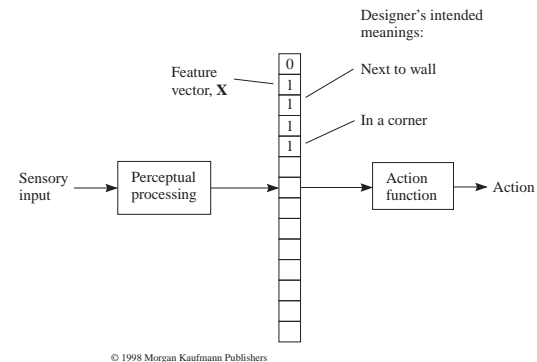 Designer's intended
meanings:
Feature
vector, X
0
1
1
1
1
Next to wall
In a corner
Sensory
input
Perceptual
processing
Action
function
Action
© 1998 Morgan Kaufmann Publishers